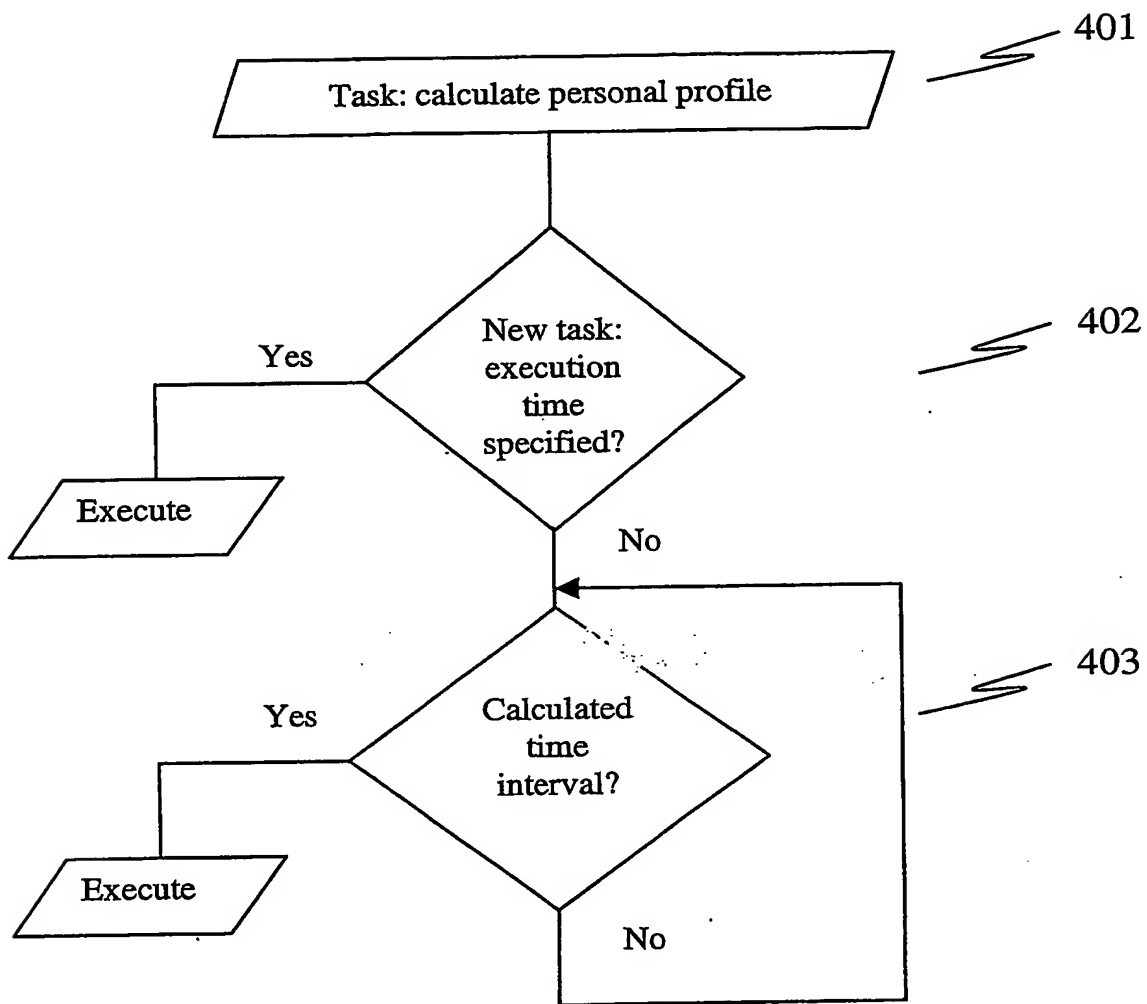 401
Task: calculate personal profile
402
New task:
execution
time
specified?
Yes
Execute
No
403
Yes
Calculated
time
interval?
Execute
No